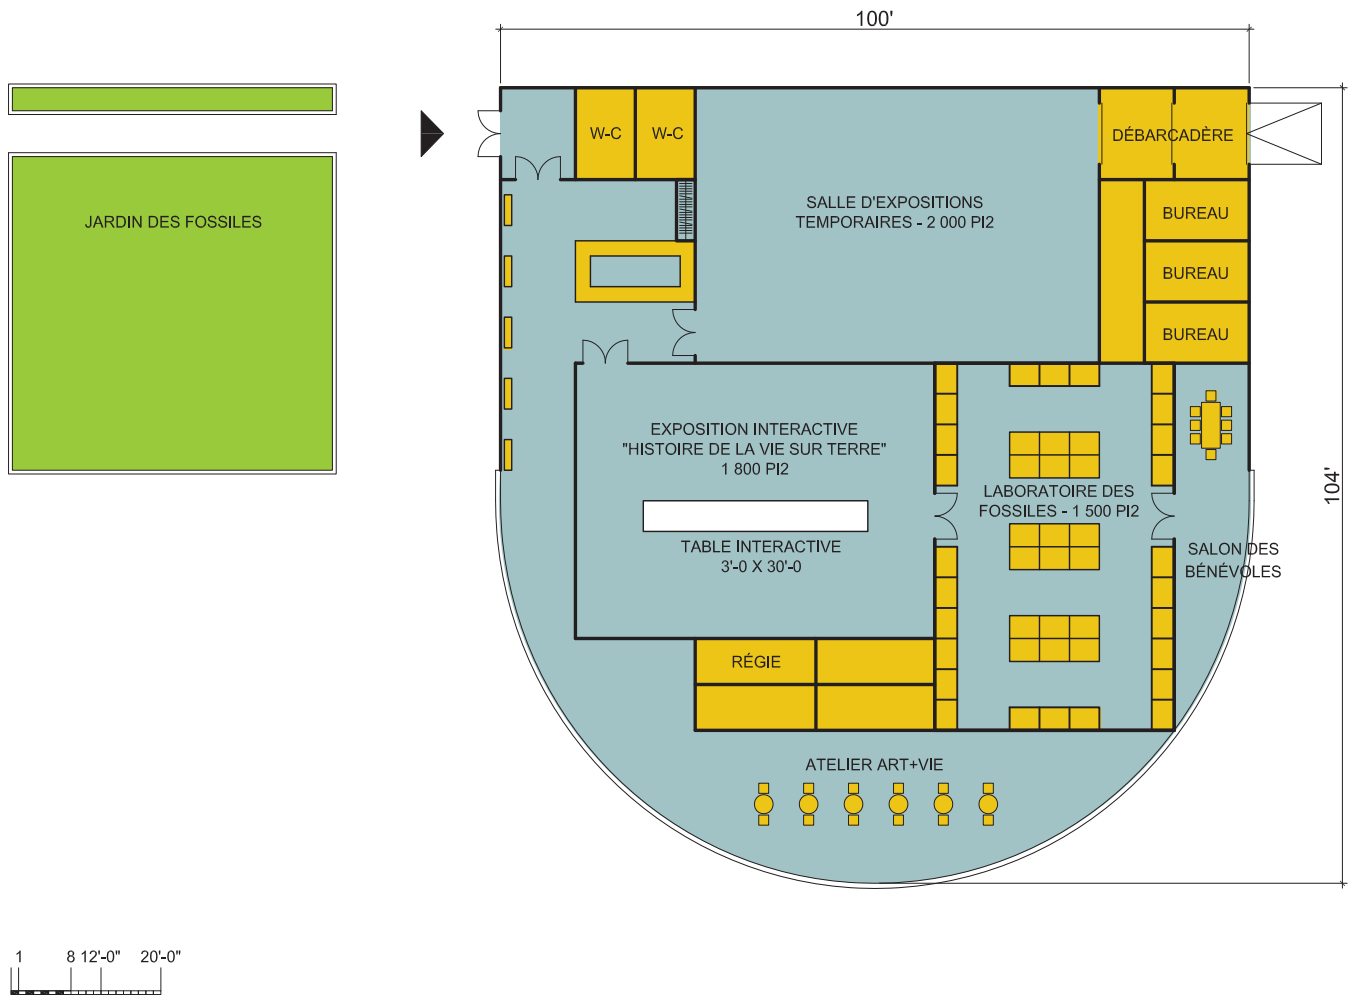 100'
W-C
W-C
DÉBARCADÈRE
JARDIN DES FOSSILES
SALLE D'EXPOSITIONS
TEMPORAIRES - 2 000 PI2
BUREAU
BUREAU
BUREAU
EXPOSITION INTERACTIVE
"HISTOIRE DE LA VIE SUR TERRE"
1 800 PI2
LABORATOIRE DES
FOSSILES - 1 500 PI2
104'
TABLE INTERACTIVE
3'-0 X 30'-0
SALON DES
BÉNÉVOLES
RÉGIE
ATELIER ART+VIE
1 8 12'-0" 20'-0"